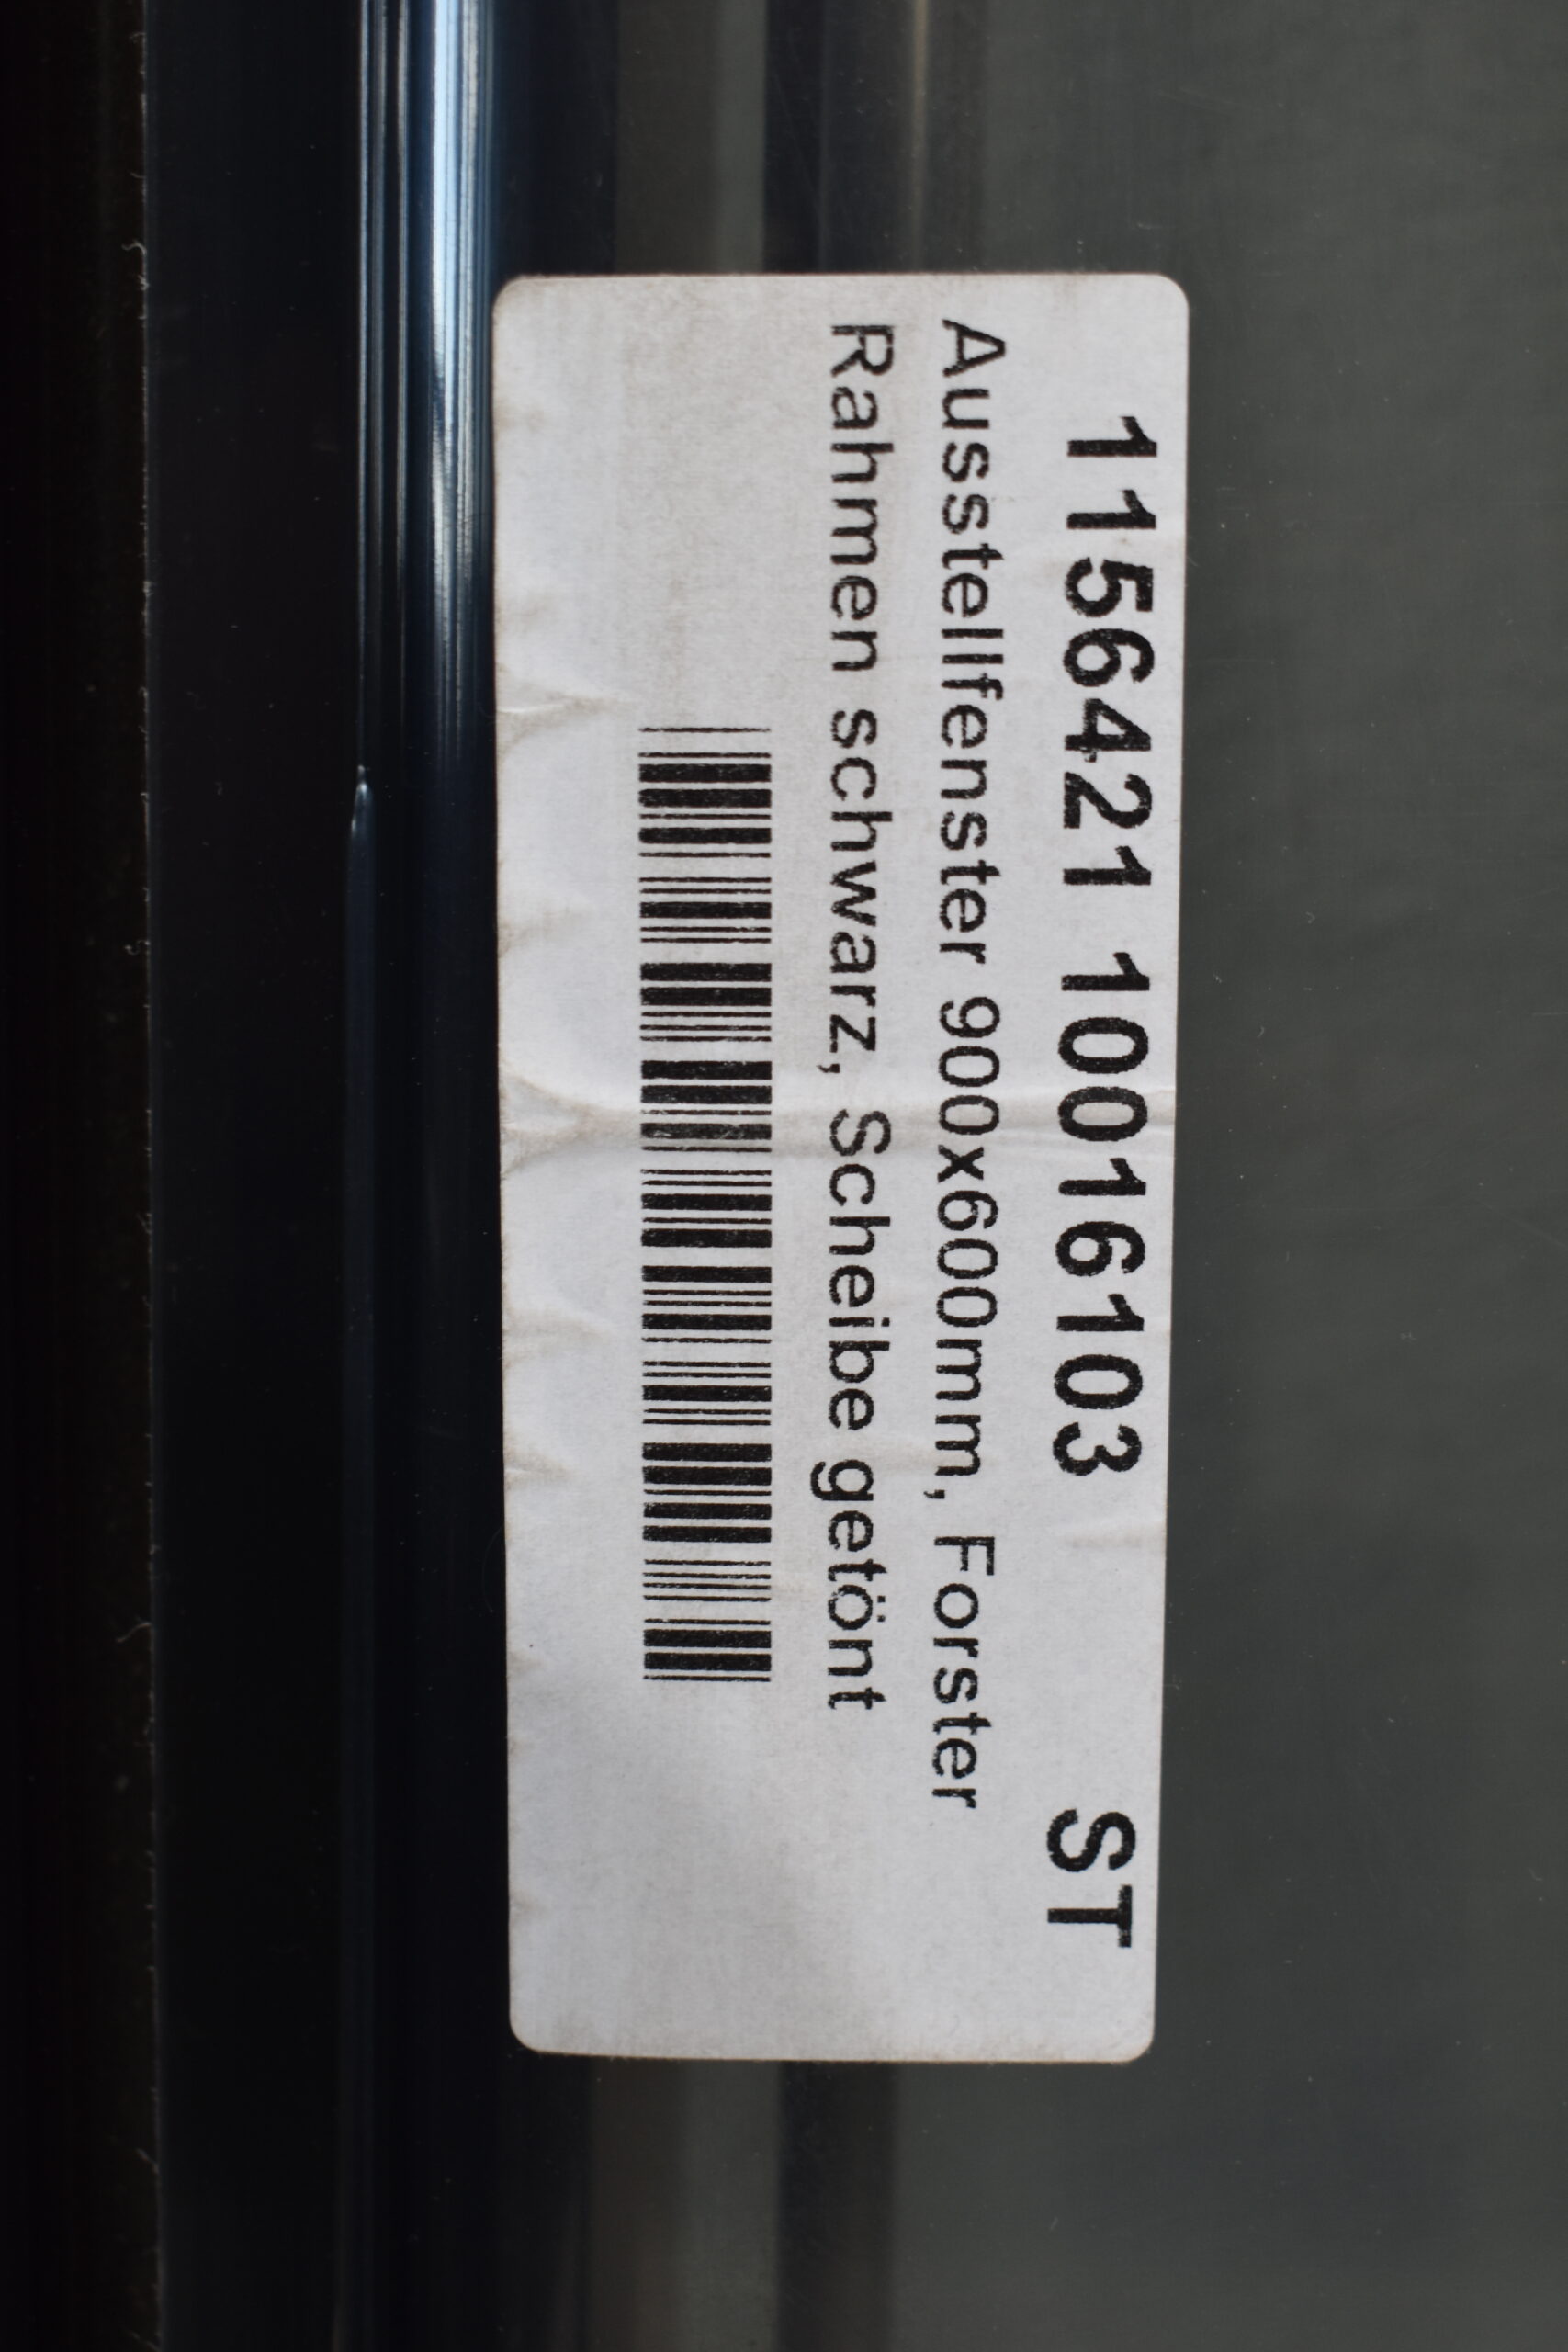 1156421 10016103 ST
Ausstellfenster 900x600mm, Forster
Rahmen schwarz, Scheibe getönt